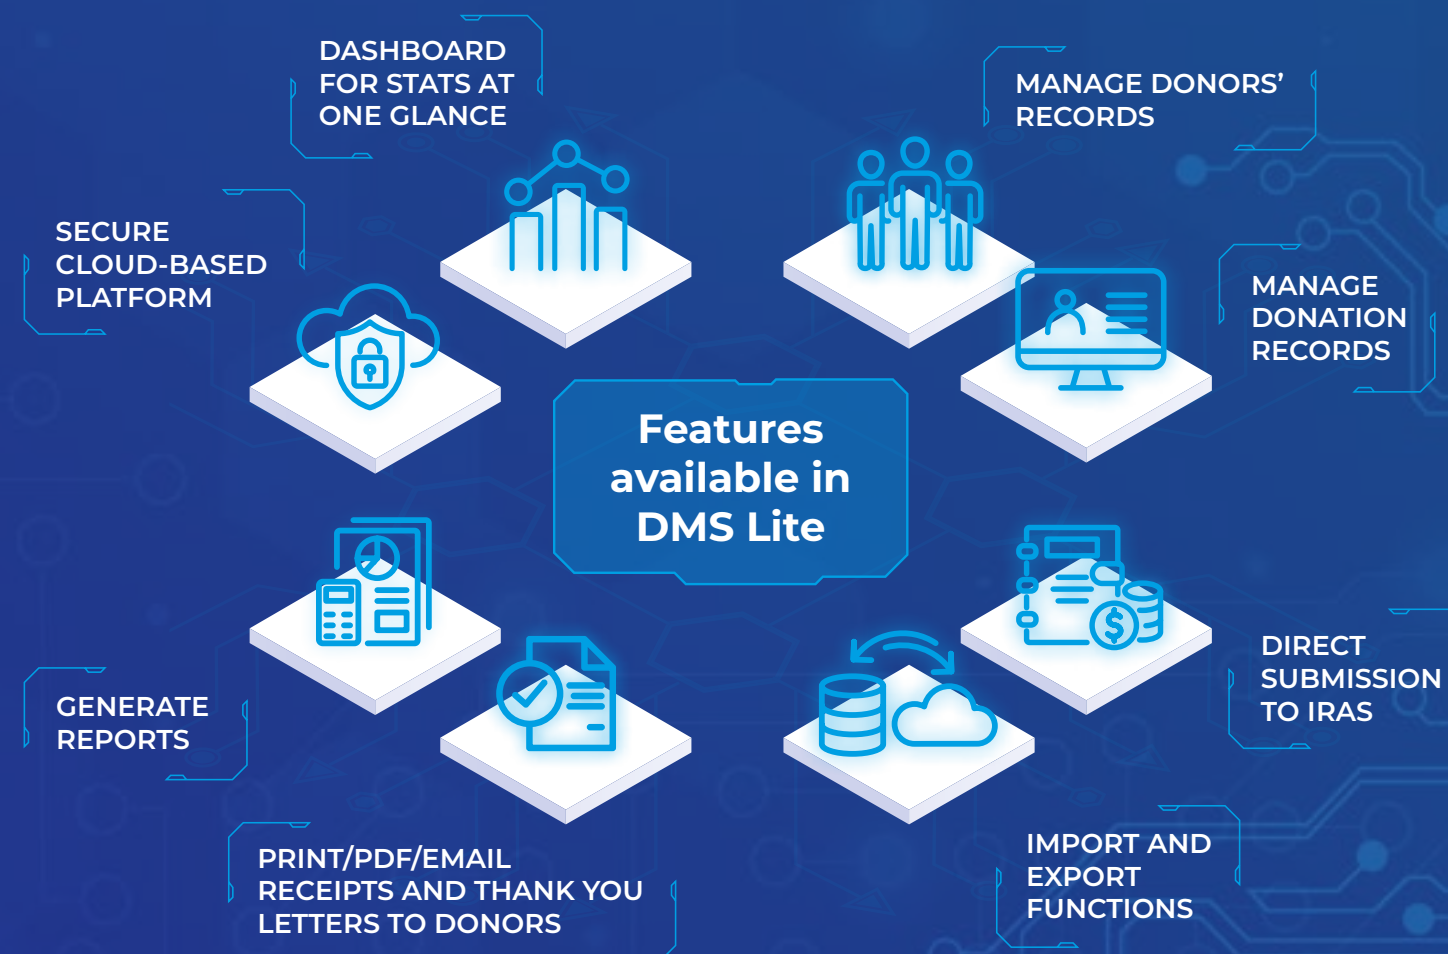 DASHBOARD
FOR STATS AT
ONE GLANCE
MANAGE DONORS’
RECORDS
SECURE
CLOUD-BASED
PLATFORM
MANAGE
DONATION
RECORDS
Features
available in
DMS Lite
GENERATE
REPORTS
DIRECT
SUBMISSION
TO IRAS
PRINT/PDF/EMAIL
RECEIPTS AND THANK YOU
LETTERS TO DONORS
IMPORT AND
EXPORT
FUNCTIONS
$